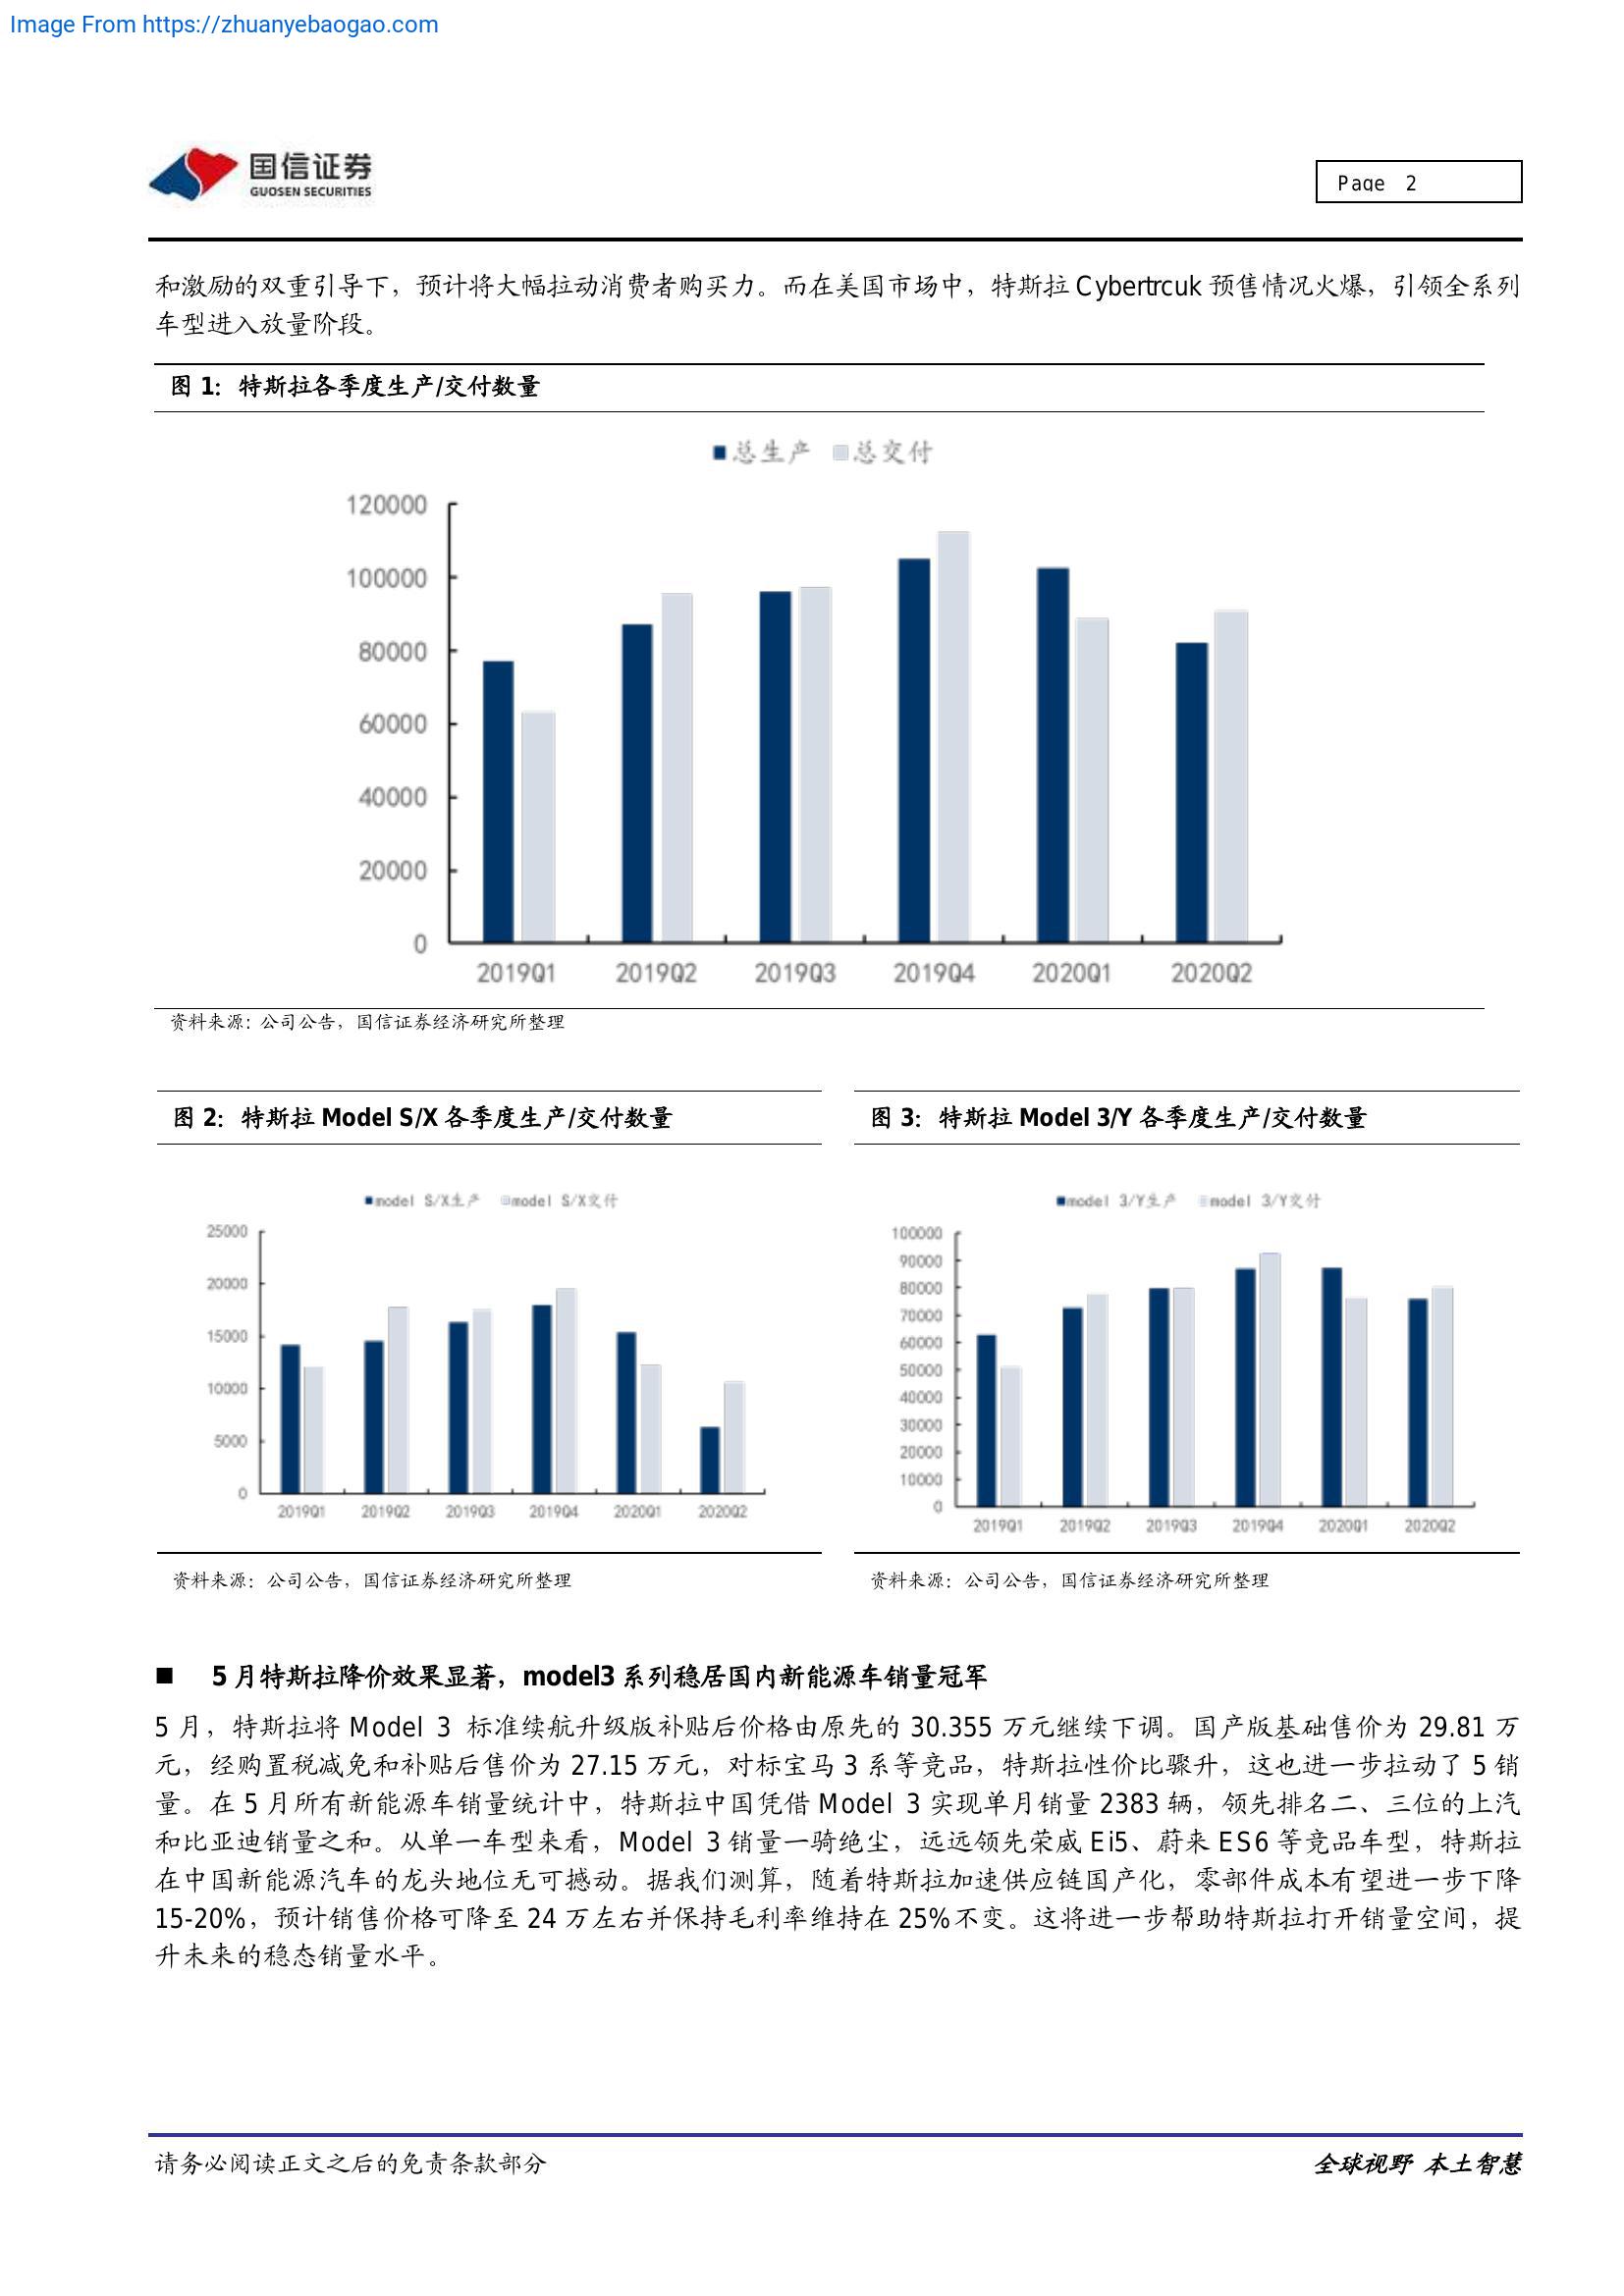 Image From https://zhuanyebaogao.com
国信证券
GUOSEN SECURITIES
Page 2
和激励的双重引导下，预计将大幅拉动消费者购买力。而在美国市场中，特斯拉 Cybertrcuk 预售情况火爆，引领全系列
车型进入放量阶段。
图 1：特斯拉各季度生产/交付数量
总生产 总交付
120000
100000
80000
60000
40000
20000
0
2019Q1 2019Q2 2019Q3 2019Q4 2020Q1 2020Q2
资料来源：公司公告，国信证券经济研究所整理
图 2：特斯拉 Model S/X 各季度生产/交付数量
model S/X生产 model S/X交付
25000
20000
15000
10000
5000
0
2019Q1 2019Q2 2019Q3 2019Q4 2020Q1 2020Q2
资料来源：公司公告，国信证券经济研究所整理
图 3：特斯拉 Model 3/Y 各季度生产/交付数量
model 3/Y生产 model 3/Y交付
100000
90000
80000
70000
60000
50000
40000
30000
20000
10000
0
2019Q1 2019Q2 2019Q3 2019Q4 2020Q1 2020Q2
资料来源：公司公告，国信证券经济研究所整理
■ 5 月特斯拉降价效果显著，model3 系列稳居国内新能源车销量冠军
5 月，特斯拉将 Model 3 标准续航升级版补贴后价格由原先的 30.355 万元继续下调。国产版基础售价为 29.81 万
元，经购置税减免和补贴后售价为 27.15 万元，对标宝马 3 系等竞品，特斯拉性价比骤升，这也进一步拉动了 5 销
量。在 5 月所有新能源车销量统计中，特斯拉中国凭借 Model 3 实现单月销量 2383 辆，领先排名二、三位的上汽
和比亚迪销量之和。从单一车型来看，Model 3 销量一骑绝尘，远远领先荣威 Ei5、蔚来 ES6 等竞品车型，特斯拉
在中国新能源汽车的龙头地位无可撼动。据我们测算，随着特斯拉加速供应链国产化，零部件成本有望进一步下降
15-20%，预计销售价格可降至 24 万左右并保持毛利率维持在 25%不变。这将进一步帮助特斯拉打开销量空间，提
升未来的稳态销量水平。
请务必阅读正文之后的免责条款部分
全球视野 本土智慧